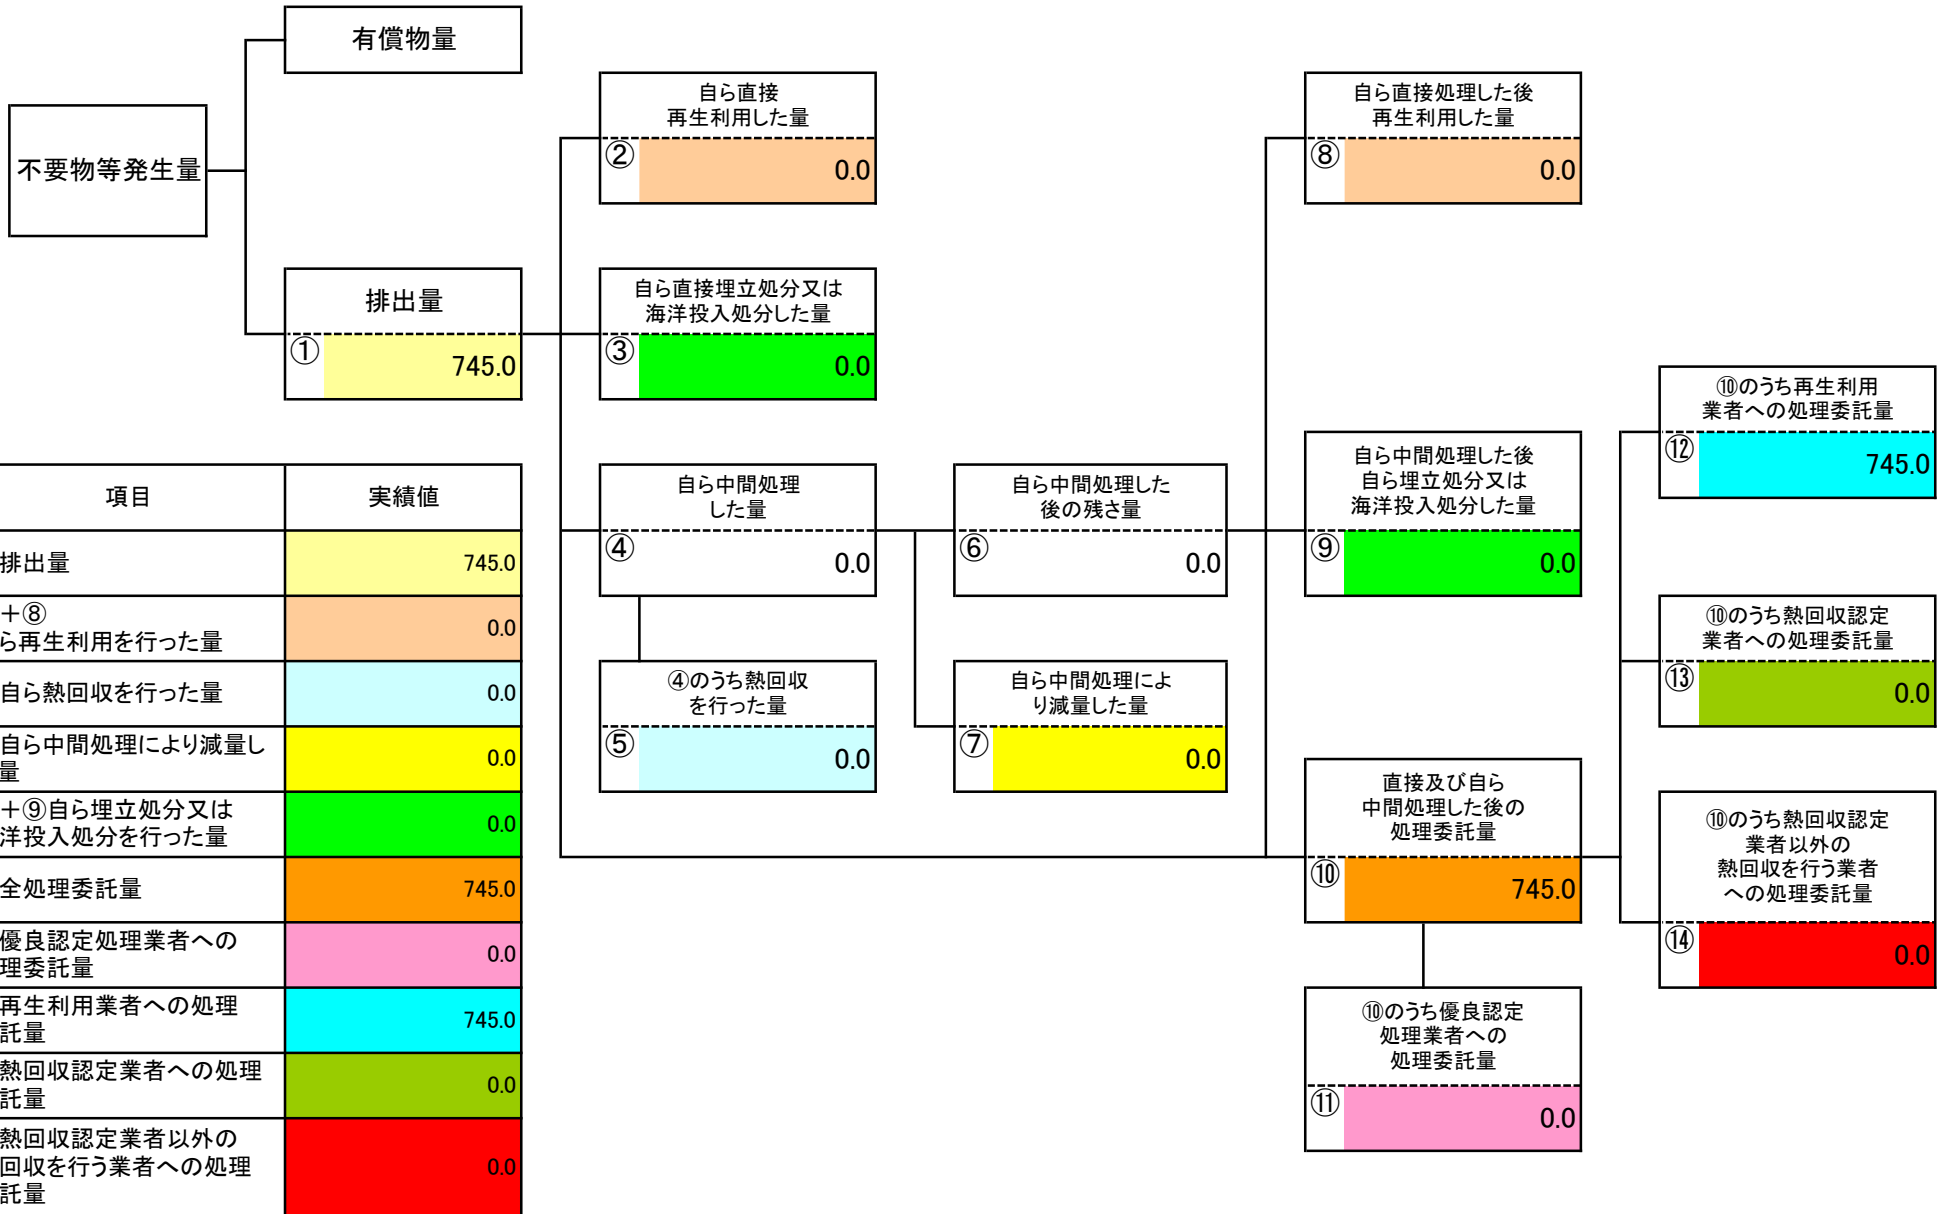 有償物量
不要物等発生量
排出量
①
745.0
自ら直接
再生利用した量
②
0.0
自ら直接埋立処分又は
海洋投入処分した量
③
0.0
自ら中間処理
した量
④
0.0
④のうち熱回収
を行った量
⑤
0.0
自ら中間処理した
後の残さ量
⑥
0.0
自ら中間処理によ
り減量した量
⑦
0.0
自ら直接処理した後
再生利用した量
⑧
0.0
自ら中間処理した後
自ら埋立処分又は
海洋投入処分した量
⑨
0.0
直接及び自ら
中間処理した後の
処理委託量
⑩
745.0
⑩のうち優良認定
処理業者への
処理委託量
⑪
0.0
⑩のうち再生利用
業者への処理委託量
⑫
745.0
⑩のうち熱回収認定
業者への処理委託量
⑬
0.0
⑩のうち熱回収認定
業者以外の
熱回収を行う業者
への処理委託量
⑭
0.0
項目
実績値
排出量
745.0
＋⑧
ら再生利用を行った量
0.0
自ら熱回収を行った量
0.0
自ら中間処理により減量し
量
0.0
＋⑨自ら埋立処分又は
洋投入処分を行った量
0.0
全処理委託量
745.0
優良認定処理業者への
理委託量
0.0
再生利用業者への処理
託量
745.0
熱回収認定業者への処理
託量
0.0
熱回収認定業者以外の
回収を行う業者への処理
託量
0.0